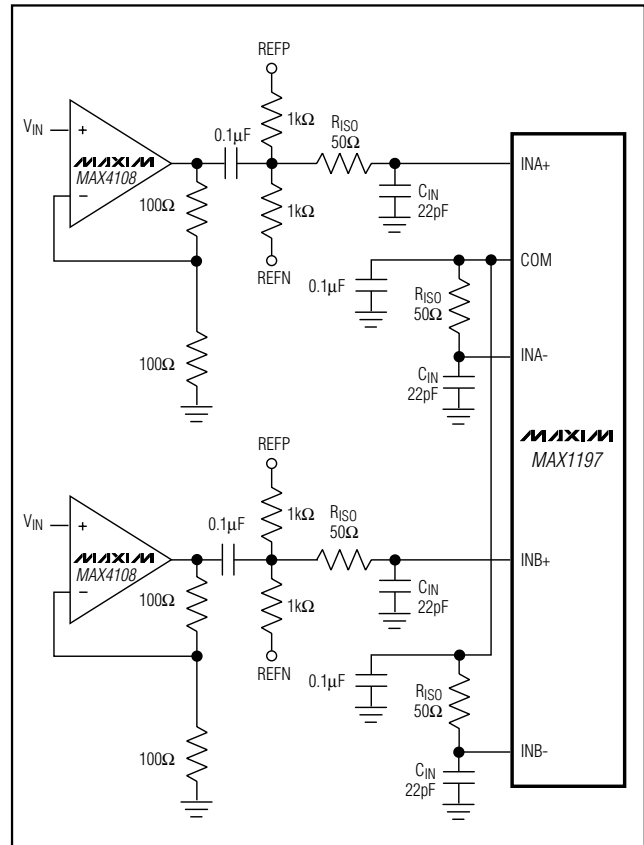 REFP
VIN
+
MAXIM
MAX4108
−
0.1µF
1kΩ
RISO
50Ω
INA+
100Ω
1kΩ
CIN
22pF
REFN
COM
0.1µF
RISO
50Ω
100Ω
INA-
CIN
22pF
MAXIM
MAX1197
REFP
VIN
+
MAXIM
MAX4108
−
0.1µF
1kΩ
RISO
50Ω
INB+
100Ω
1kΩ
CIN
22pF
REFN
0.1µF
RISO
50Ω
100Ω
INB-
CIN
22pF